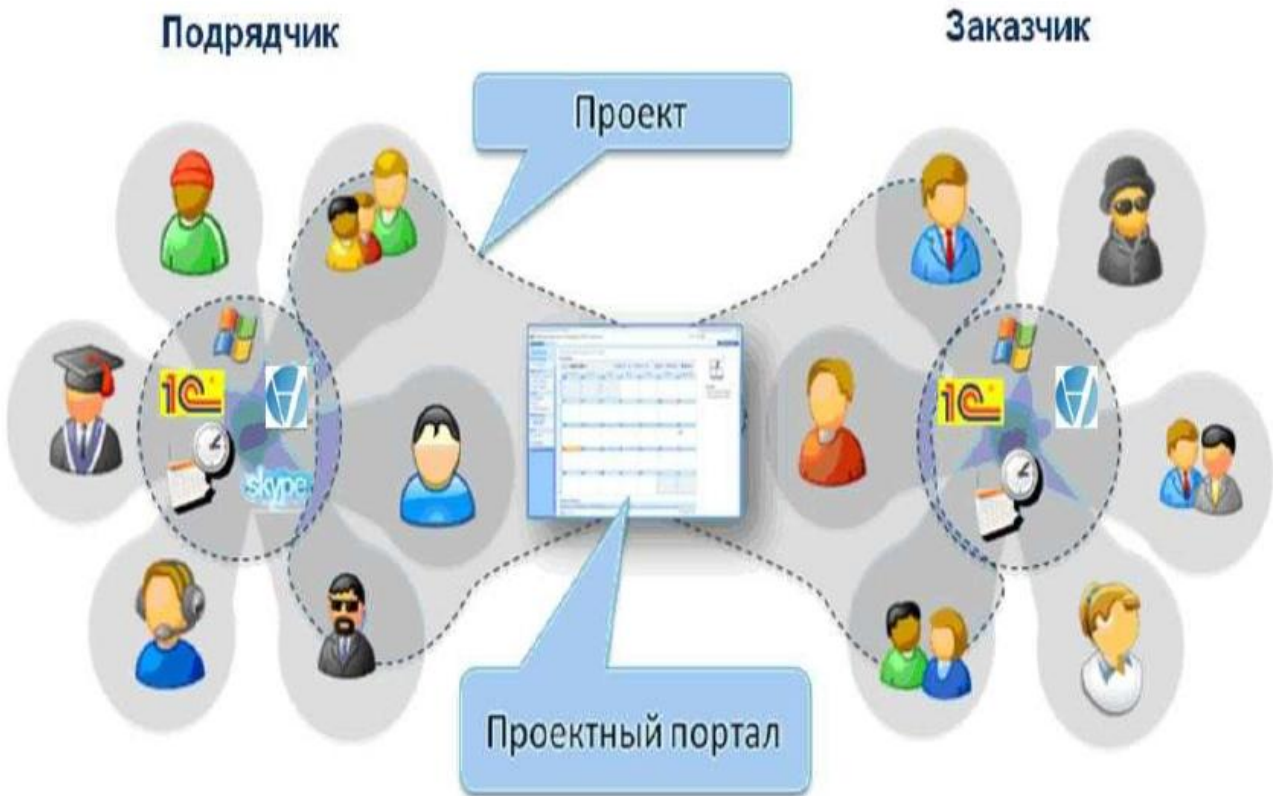 Подрядчик
Заказчик
Проект
1С
1С
skype
Проектный портал